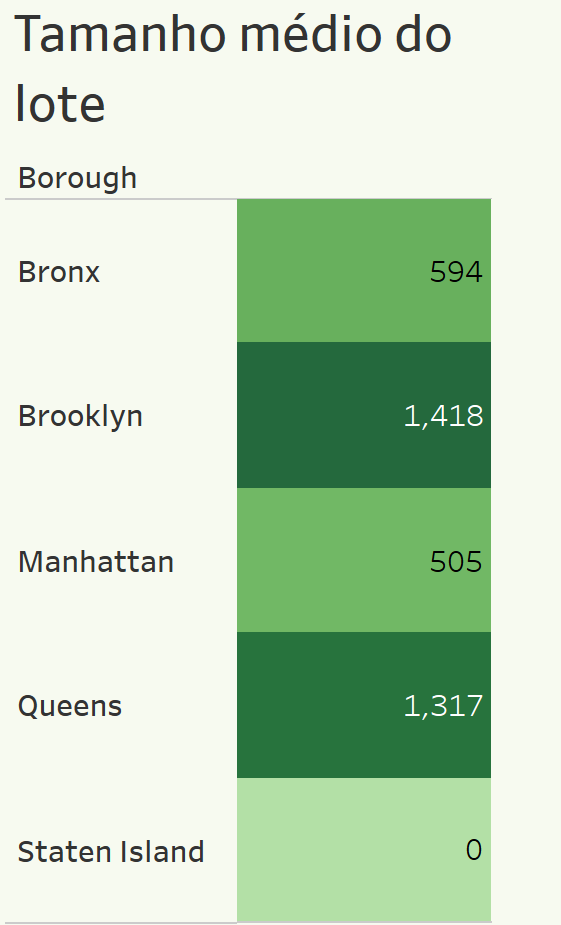 Tamanho médio do
lote
Borough
Bronx 594
Brooklyn 1,418
Manhattan 505
Queens 1,317
Staten Island 0